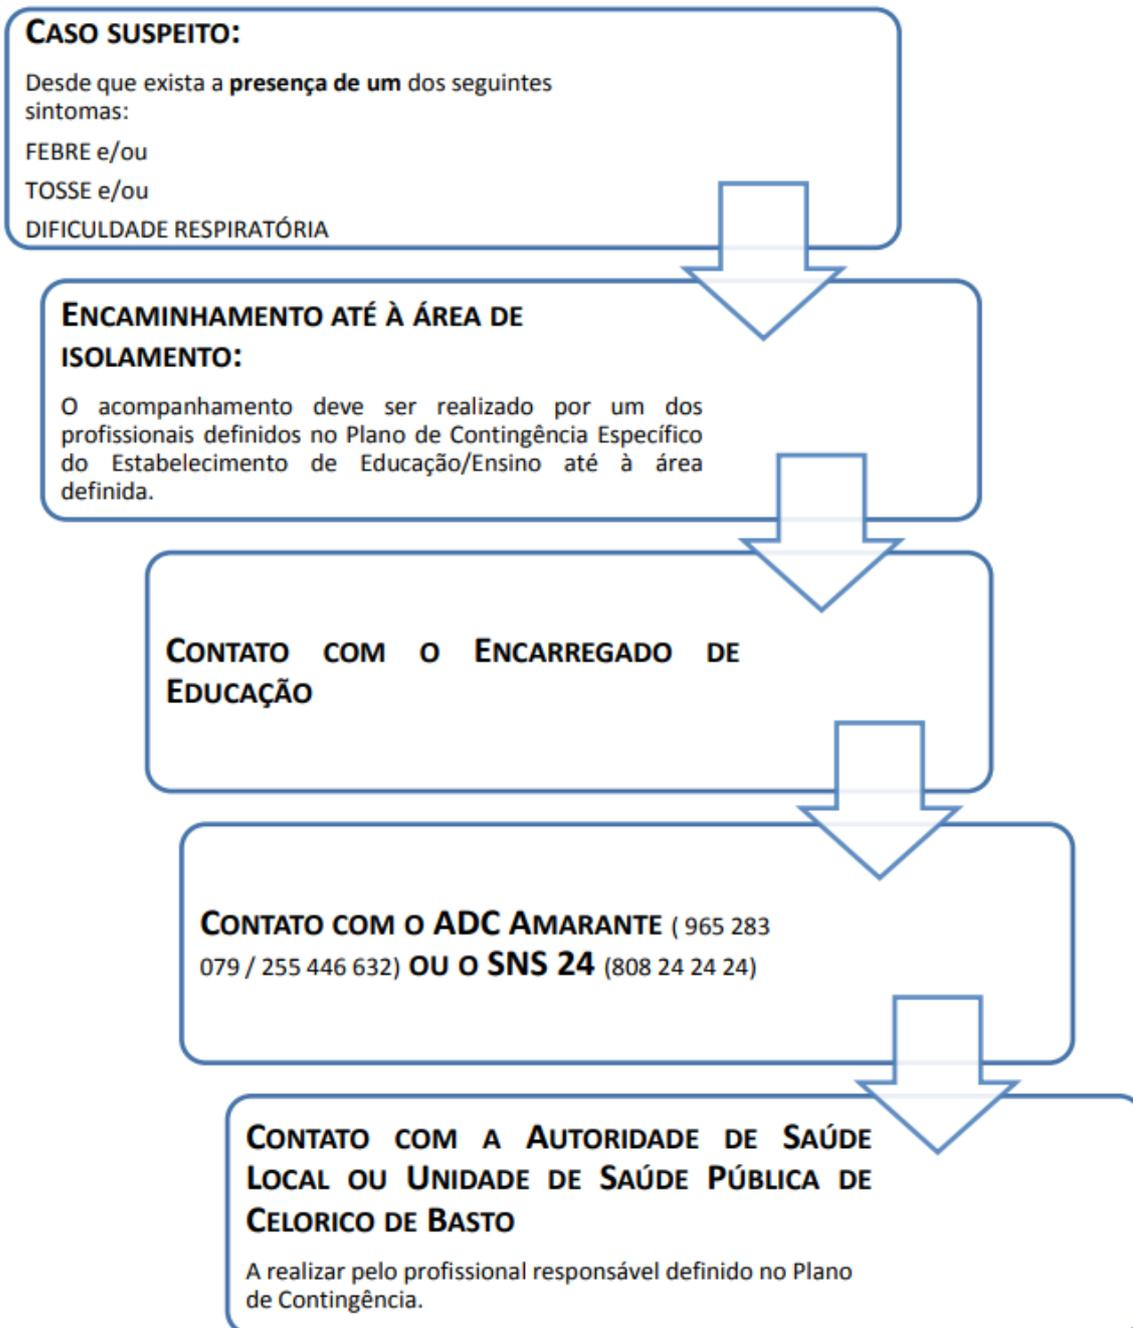 CASO SUSPEITO:
Desde que exista a presença de um dos seguintes
sintomas:
FEBRE e/ou
TOSSE e/ou
DIFICULDADE RESPIRATÓRIA
ENCAMINHAMENTO ATÉ À ÁREA DE
ISOLAMENTO:
O acompanhamento deve ser realizado por um dos
profissionais definidos no Plano de Contingência Específico
do Estabelecimento de Educação/Ensino até à área
definida.
CONTATO COM O ENCARREGADO DE
EDUCAÇÃO
CONTATO COM O ADC AMARANTE ( 965 283
079 / 255 446 632) OU O SNS 24 (808 24 24 24)
CONTATO COM A AUTORIDADE DE SAÚDE
LOCAL OU UNIDADE DE SAÚDE PÚBLICA DE
CELORICO DE BASTO
A realizar pelo profissional responsável definido no Plano
de Contingência.